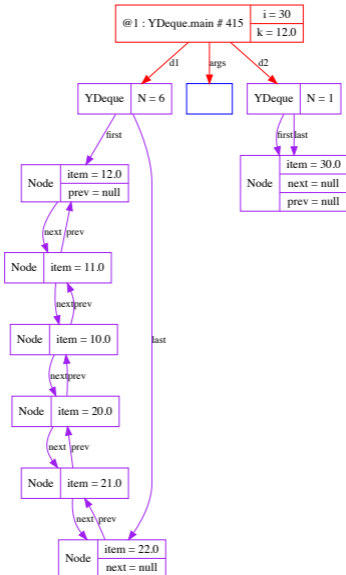 @1 : YDeque.main # 415
i = 30
k = 12.0
d1
args
d2
YDeque
N = 6
YDeque
N = 1
first
first
last
Node
item = 12.0
prev = null
Node
item = 30.0
next = null
prev = null
next
prev
Node
item = 11.0
next
prev
Node
item = 10.0
last
next
prev
Node
item = 20.0
next
prev
Node
item = 21.0
next
prev
Node
item = 22.0
next = null